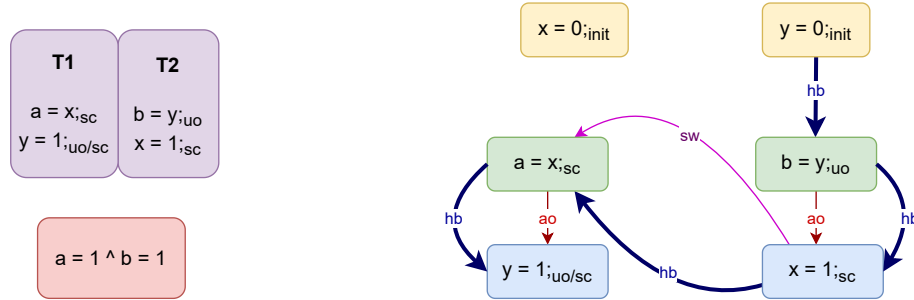 T1
a = x;sc
y = 1;uo/sc
T2
b = y;uo
x = 1;sc
a = 1 ^ b = 1
x = 0;init
y = 0;init
hb
sw
a = x;sc
b = y;uo
hb
ao
ao
hb
y = 1;uo/sc
hb
x = 1;sc